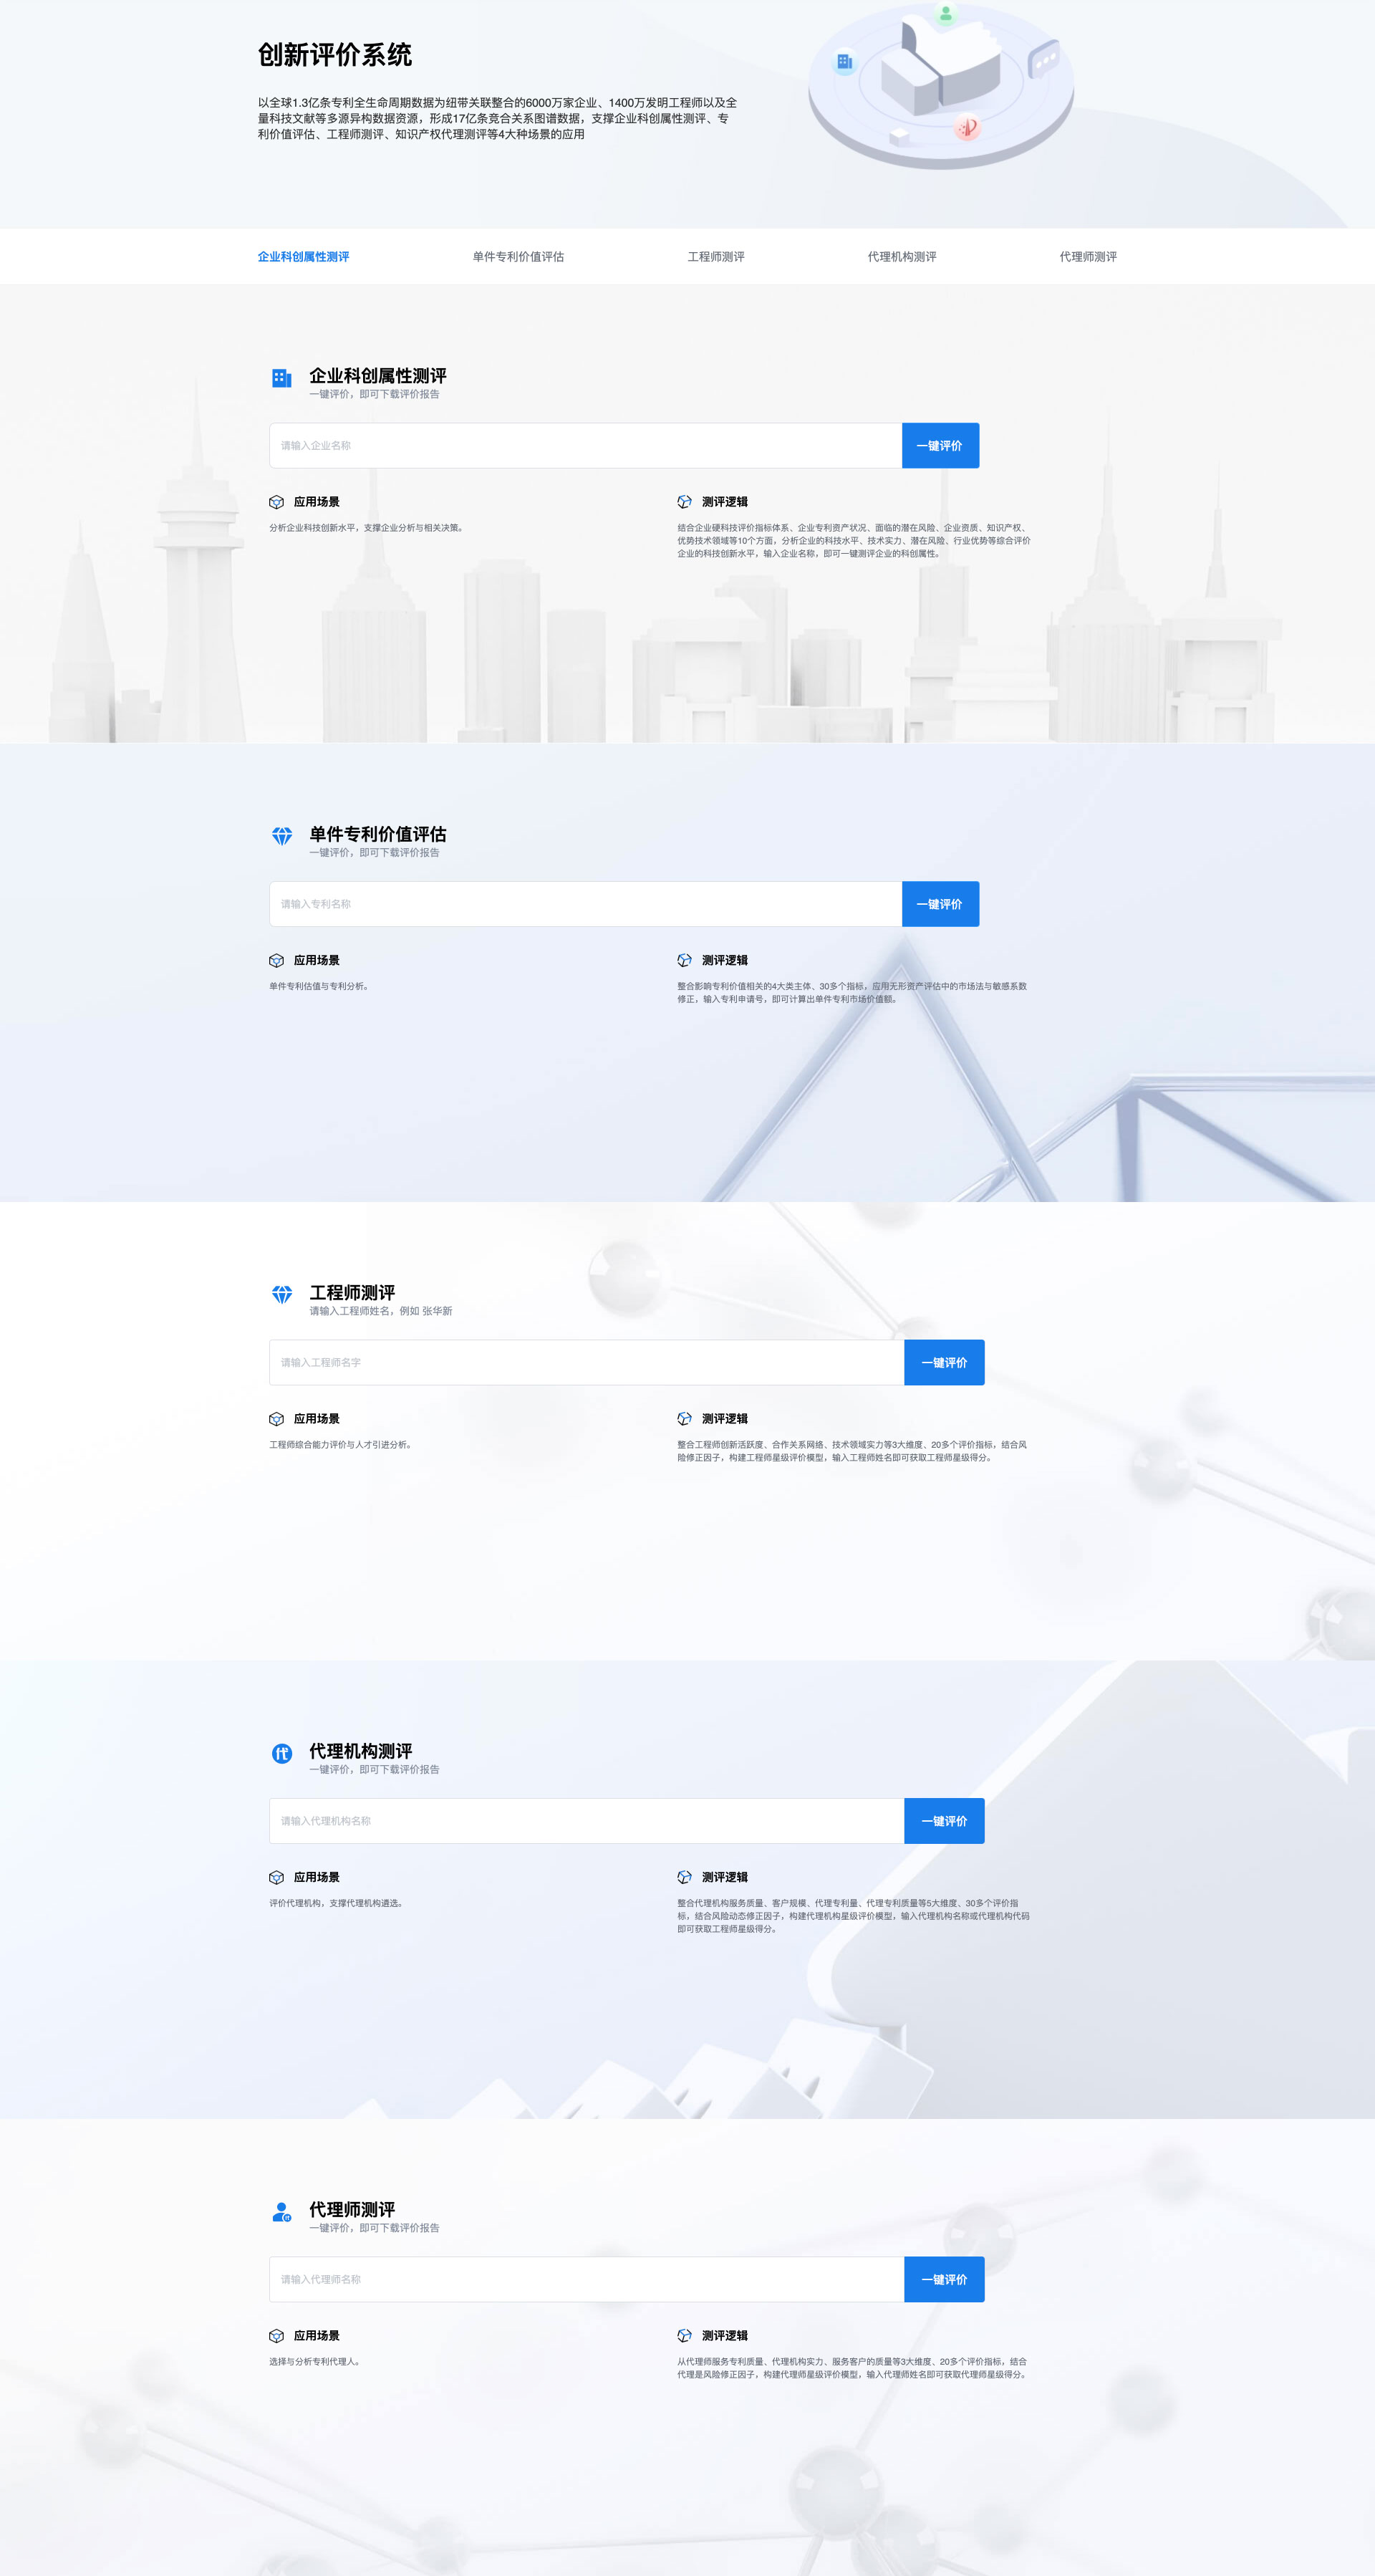 创新评价系统
以全球1.3亿条专利全生命周期数据为纽带关联整合的6000万家企业、1400万发明工程师以及全
量科技文献等多源异构数据资源，形成17亿条竞合关系图谱数据，支撑企业科创属性测评、专
利价值评估、工程师测评、知识产权代理测评等4大种场景的应用
企业科创属性测评
单件专利价值评估
工程师测评
代理机构测评
代理师测评
企业科创属性测评
一键评价，即可下载评价报告
请输入企业名称
一键评价
应用场景
分析企业科技创新水平，支撑企业分析与相关决策。
测评逻辑
结合企业硬科技评价指标体系、企业专利资产状况、面临的潜在风险、企业资质、知识产权、
优势技术领域等10个方面，分析企业的科技水平、技术实力、潜在风险、行业优势等综合评价
企业的科技创新水平，输入企业名称，即可一键测评企业的科创属性。
单件专利价值评估
一键评价，即可下载评价报告
请输入专利名称
一键评价
应用场景
单件专利估值与专利分析。
测评逻辑
整合影响专利价值相关的4大类主体、30多个指标，应用无形资产评估中的市场法与敏感系数
修正，输入专利申请号，即可计算出单件专利市场价值额。
工程师测评
请输入工程师姓名，例如 张华新
请输入工程师名字
一键评价
应用场景
工程师综合能力评价与人才引进分析。
测评逻辑
整合工程师创新活跃度、合作关系网络、技术领域实力等3大维度、20多个评价指标，结合风
险修正因子，构建工程师星级评价模型，输入工程师姓名即可获取工程师星级得分。
代
代理机构测评
一键评价，即可下载评价报告
请输入代理机构名称
一键评价
应用场景
评价代理机构，支撑代理机构遴选。
测评逻辑
整合代理机构服务质量、客户规模、代理专利量、代理专利质量等5大维度、30多个评价指
标，结合风险动态修正因子，构建代理机构星级评价模型，输入代理机构名称或代理机构代码
即可获取工程师星级得分。
代理师测评
一键评价，即可下载评价报告
请输入代理师名称
一键评价
应用场景
选择与分析专利代理人。
测评逻辑
从代理师服务专利质量、代理机构实力、服务客户的质量等3大维度、20多个评价指标，结合
代理是风险修正因子，构建代理师星级评价模型，输入代理师姓名即可获取代理师星级得分。